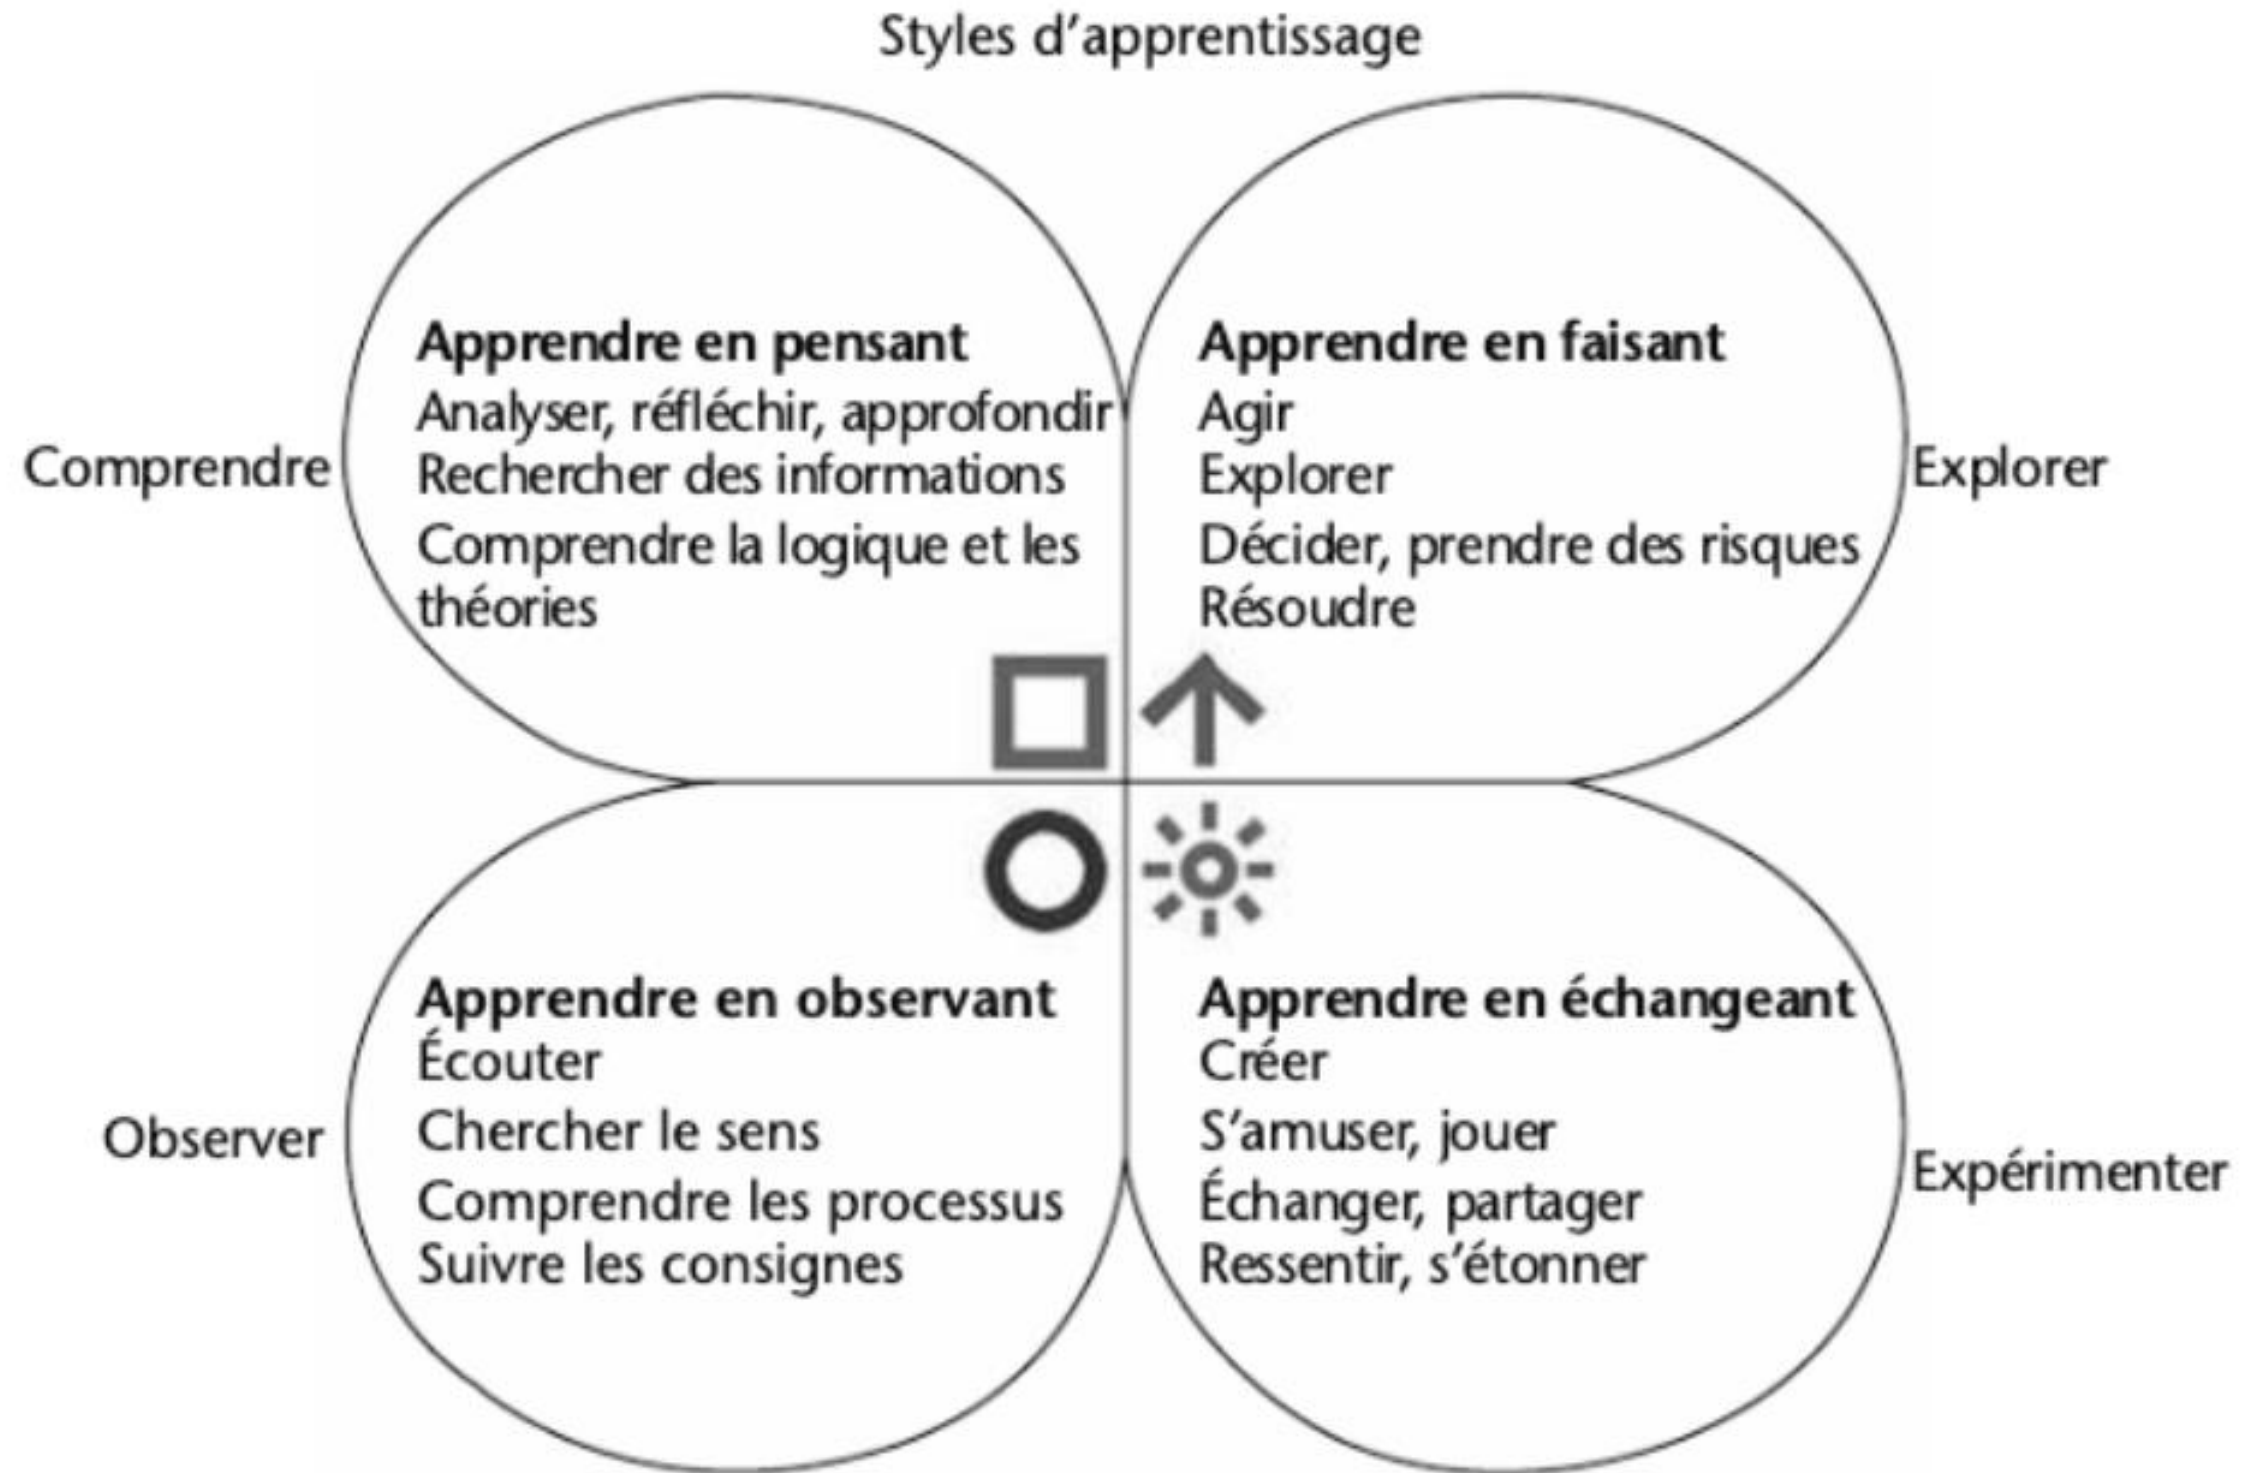 Styles d'apprentissage
Comprendre
Apprendre en pensant
Analyser, réfléchir, approfondir
Rechercher des informations
Comprendre la logique et les
théories
Apprendre en faisant
Agir
Explorer
Décider, prendre des risques
Résoudre
Explorer
Observer
Apprendre en observant
Écouter
Chercher le sens
Comprendre les processus
Suivre les consignes
Apprendre en échangeant
Créer
S'amuser, jouer
Échanger, partager
Ressentir, s'étonner
Expérimenter